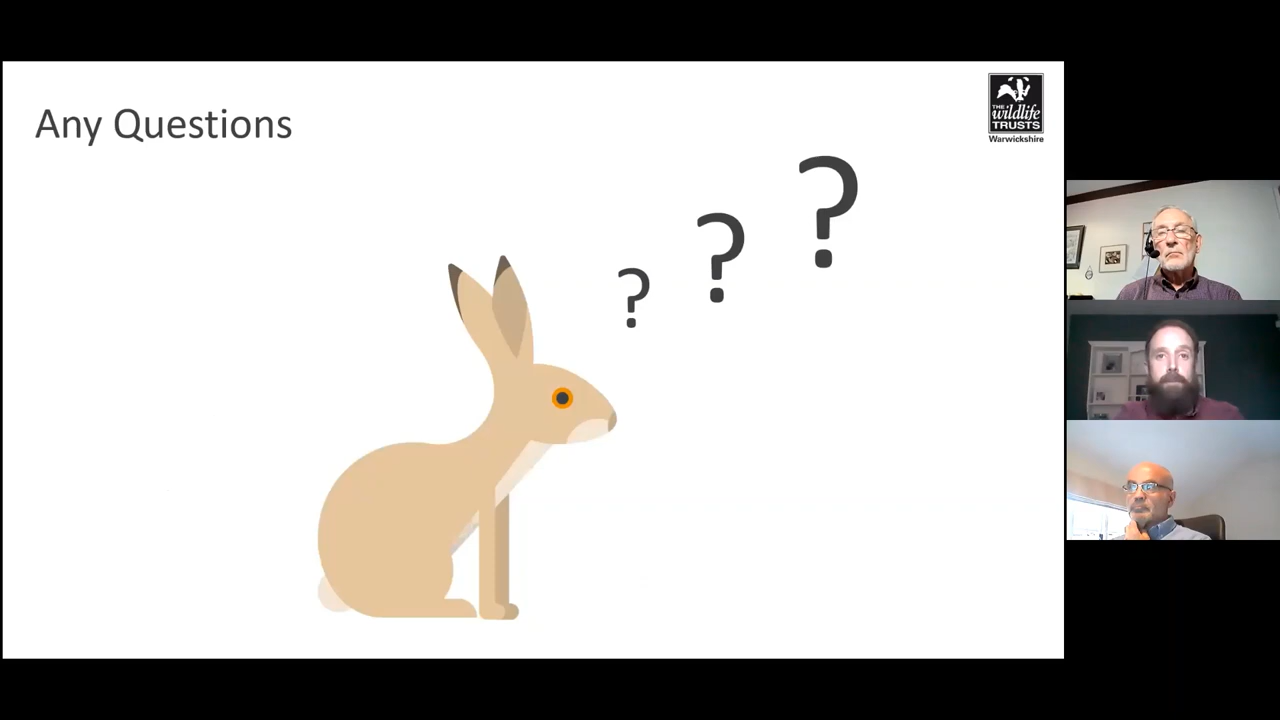 Any Questions
THE
wildlife
TRUSTS
Warwickshire
?
?
?